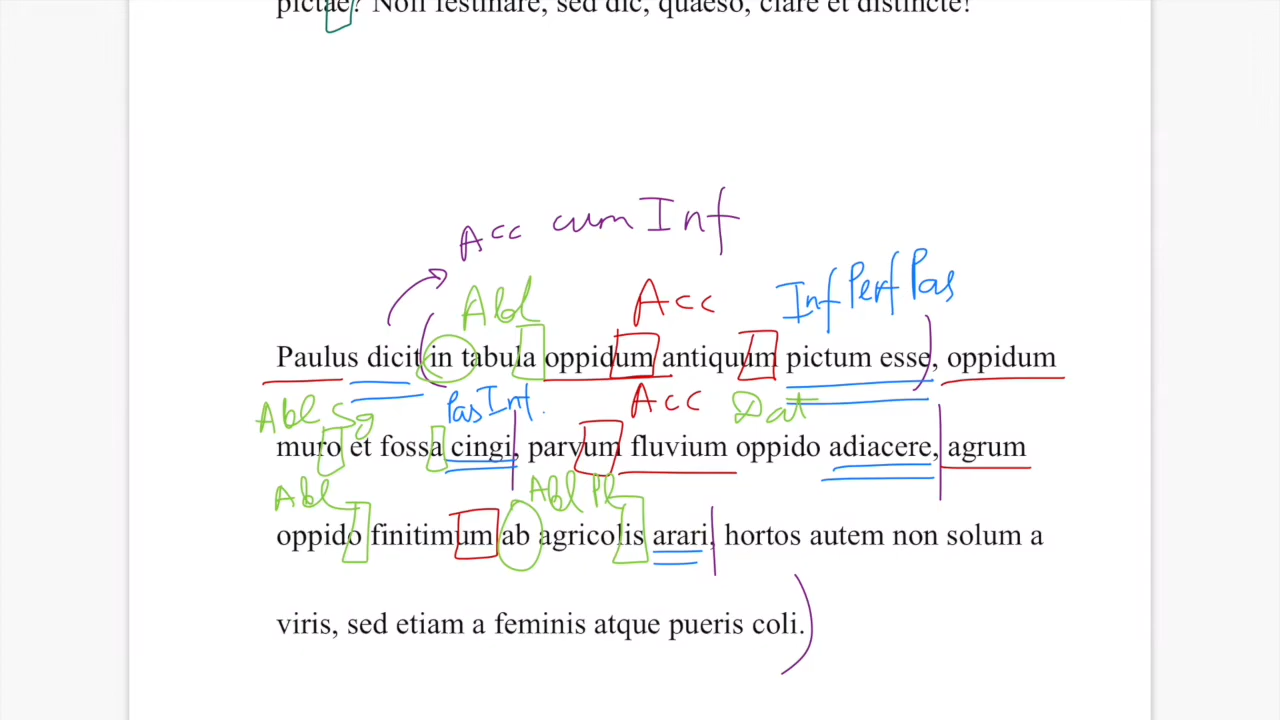 pictae? Noli festinare, sed dic, quaeso, clare et distincte!
Acc cum Inf
Abl Acc Inf Perf Pas
Paulus dicit in tabula oppidum antiquum pictum esse, oppidum
Abl Sg Pas Inf. Acc Dat
muro et fossa cingi, parvum fluvium oppido adiacere, agrum
Abl Abl Pl
oppido finitimum ab agricolis arari, hortos autem non solum a
viris, sed etiam a feminis atque pueris coli.